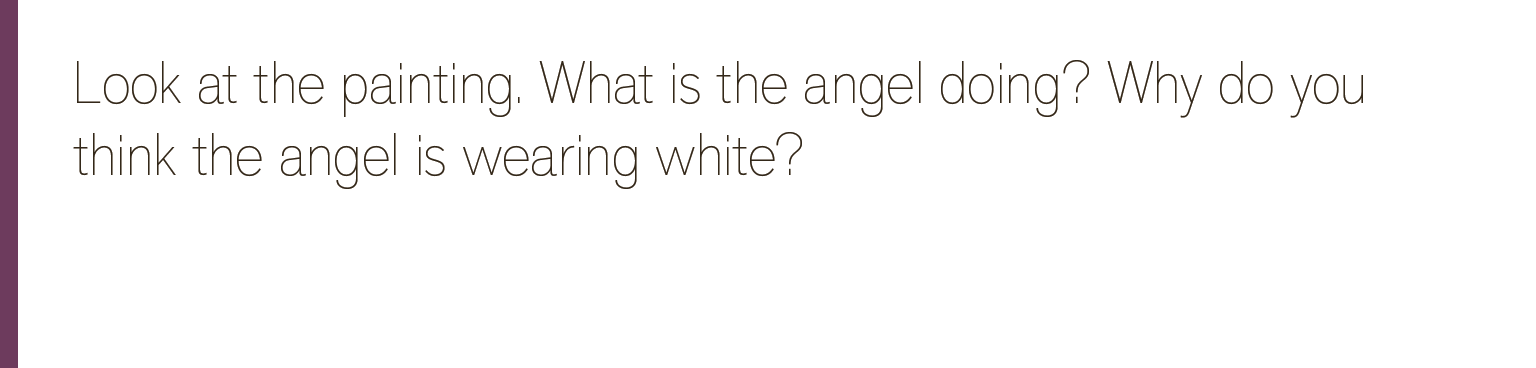 Look at the painting. What is the angel doing? Why do you
think the angel is wearing white?